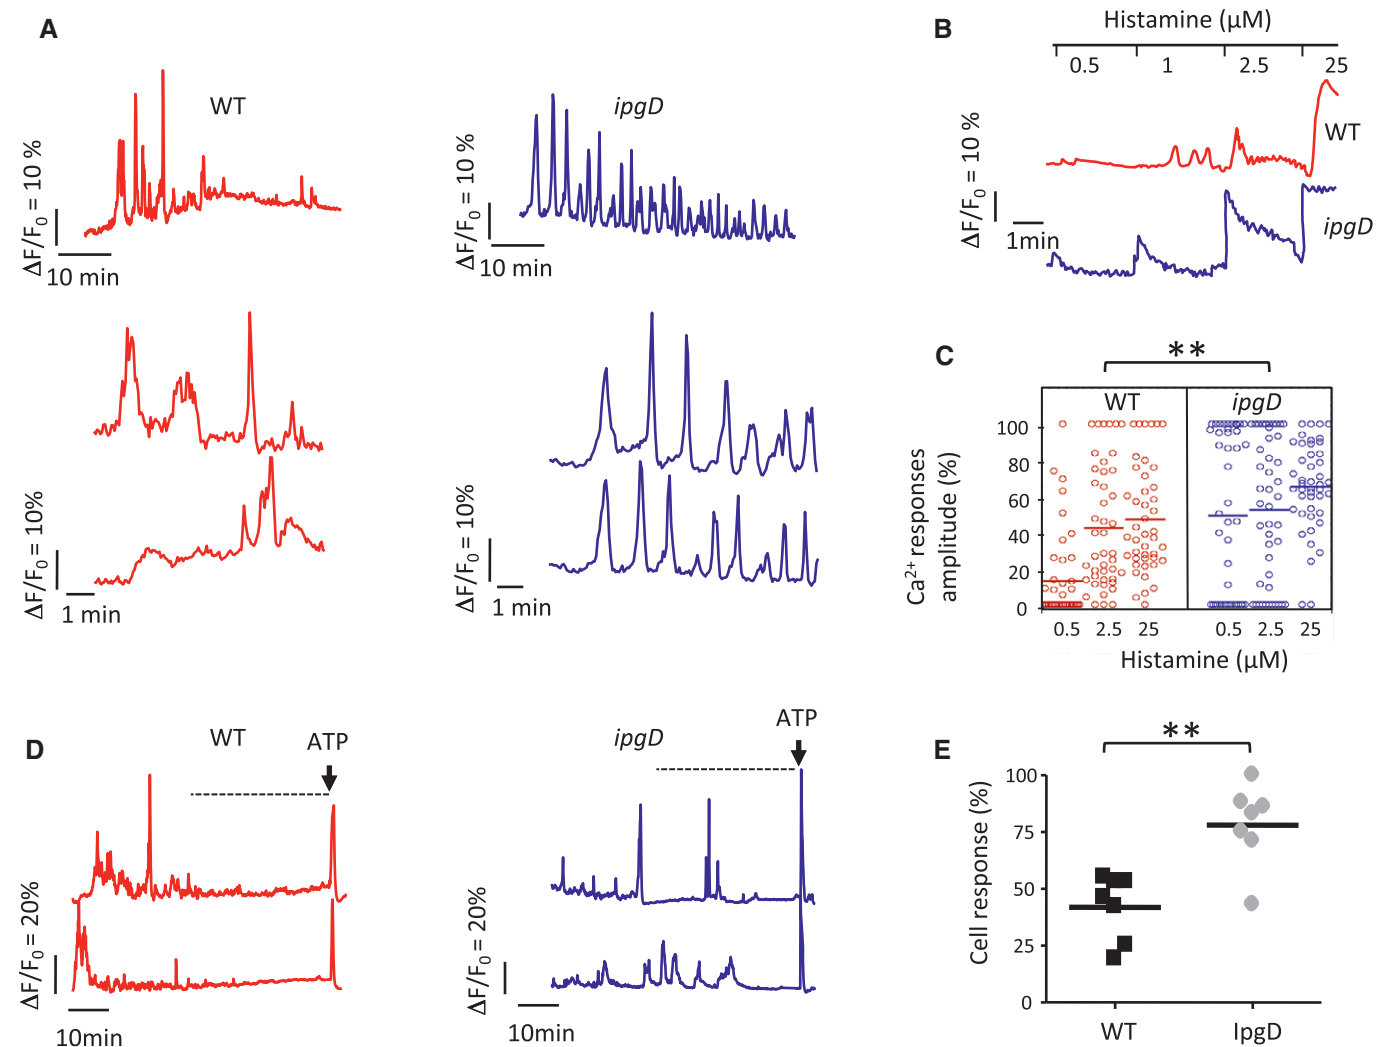 A
WT
ipgD
ΔF/F0 = 10 %
10 min
ΔF/F0 = 10 %
10 min
ΔF/F0 = 10%
1 min
ΔF/F0 = 10%
1 min
B
Histamine (μM)
0.5 1 2.5 25
WT
ipgD
ΔF/F0 = 10 %
1min
C
**
WT ipgD
Ca2+ responses
amplitude (%)
100
80
60
40
20
0
0.5 2.5 25 0.5 2.5 25
Histamine (μM)
D
WT
ATP
ipgD
ATP
ΔF/F0 = 20%
10min
ΔF/F0 = 20%
10min
E
**
Cell response (%)
100
75
50
25
0
WT IpgD